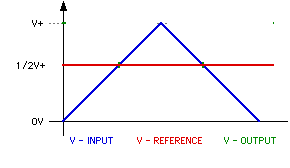 V+
1/2V+
0V
V - INPUT V - REFERENCE V - OUTPUT